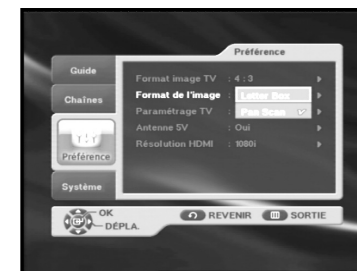 Préférence
Guide
Chaînes
Préférence
Système
Format image TV : 4 : 3
Format de l'image : Letter Box
Paramétrage TV : Pan Scan
Antenne 5V : Oui
Résolution HDMI : 1080i
OK
DÉPLA.
REVENIR
SORTIE